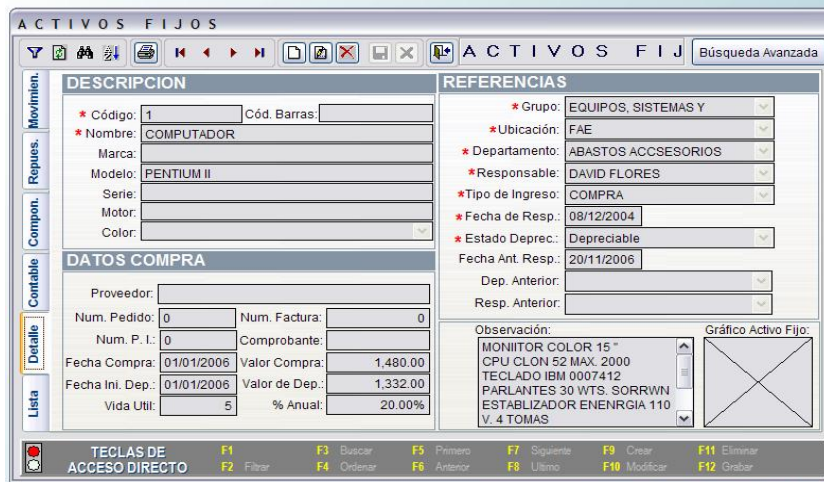 ACTIVOS FIJOS
ACTIVOS FIJ
Búsqueda Avanzada
Movimien.
Repues.
Compon.
Contable
Detalle
Lista
DESCRIPCION
* Código: 1 Cód. Barras:
* Nombre: COMPUTADOR
Marca:
Modelo: PENTIUM II
Serie:
Motor:
Color:
DATOS COMPRA
Proveedor:
Num. Pedido: 0 Num. Factura: 0
Num. P. I.: 0 Comprobante:
Fecha Compra: 01/01/2006 Valor Compra: 1,480.00
Fecha Ini. Dep.: 01/01/2006 Valor de Dep.: 1,332.00
Vida Util: 5 % Anual: 20.00%
REFERENCIAS
* Grupo: EQUIPOS, SISTEMAS Y
* Ubicación: FAE
* Departamento: ABASTOS ACCSESORIOS
* Responsable: DAVID FLORES
* Tipo de Ingreso: COMPRA
* Fecha de Resp.: 08/12/2004
* Estado Deprec.: Depreciable
Fecha Ant. Resp.: 20/11/2006
Dep. Anterior:
Resp. Anterior:
Observación:
MONIITOR COLOR 15 "
CPU CLON 52 MAX. 2000
TECLADO IBM 0007412
PARLANTES 30 WTS. SORRWN
ESTABLIZADOR ENENRGIA 110
V. 4 TOMAS
Gráfico Activo Fijo:
TECLAS DE
ACCESO DIRECTO
F1 F3 Buscar F5 Primero F7 Siguiente F9 Crear F11 Eliminar
F2 Filtrar F4 Ordenar F6 Anterior F8 Ultimo F10 Modificar F12 Grabar